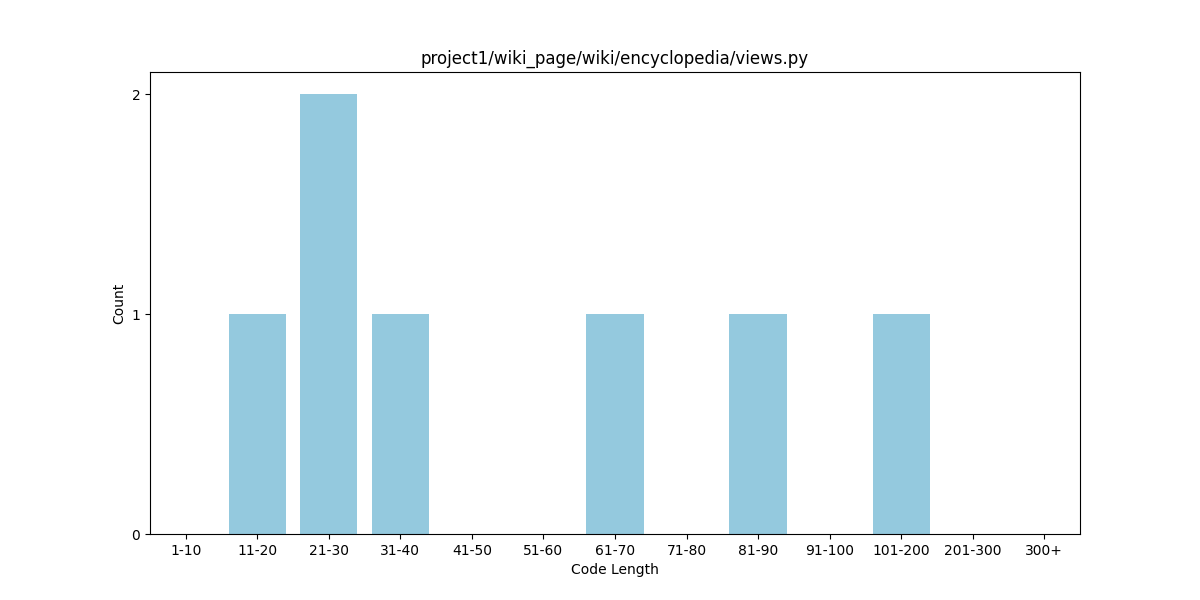 project1/wiki_page/wiki/encyclopedia/views.py
Count
2
1
0
1-10 11-20 21-30 31-40 41-50 51-60 61-70 71-80 81-90 91-100 101-200 201-300 300+
Code Length